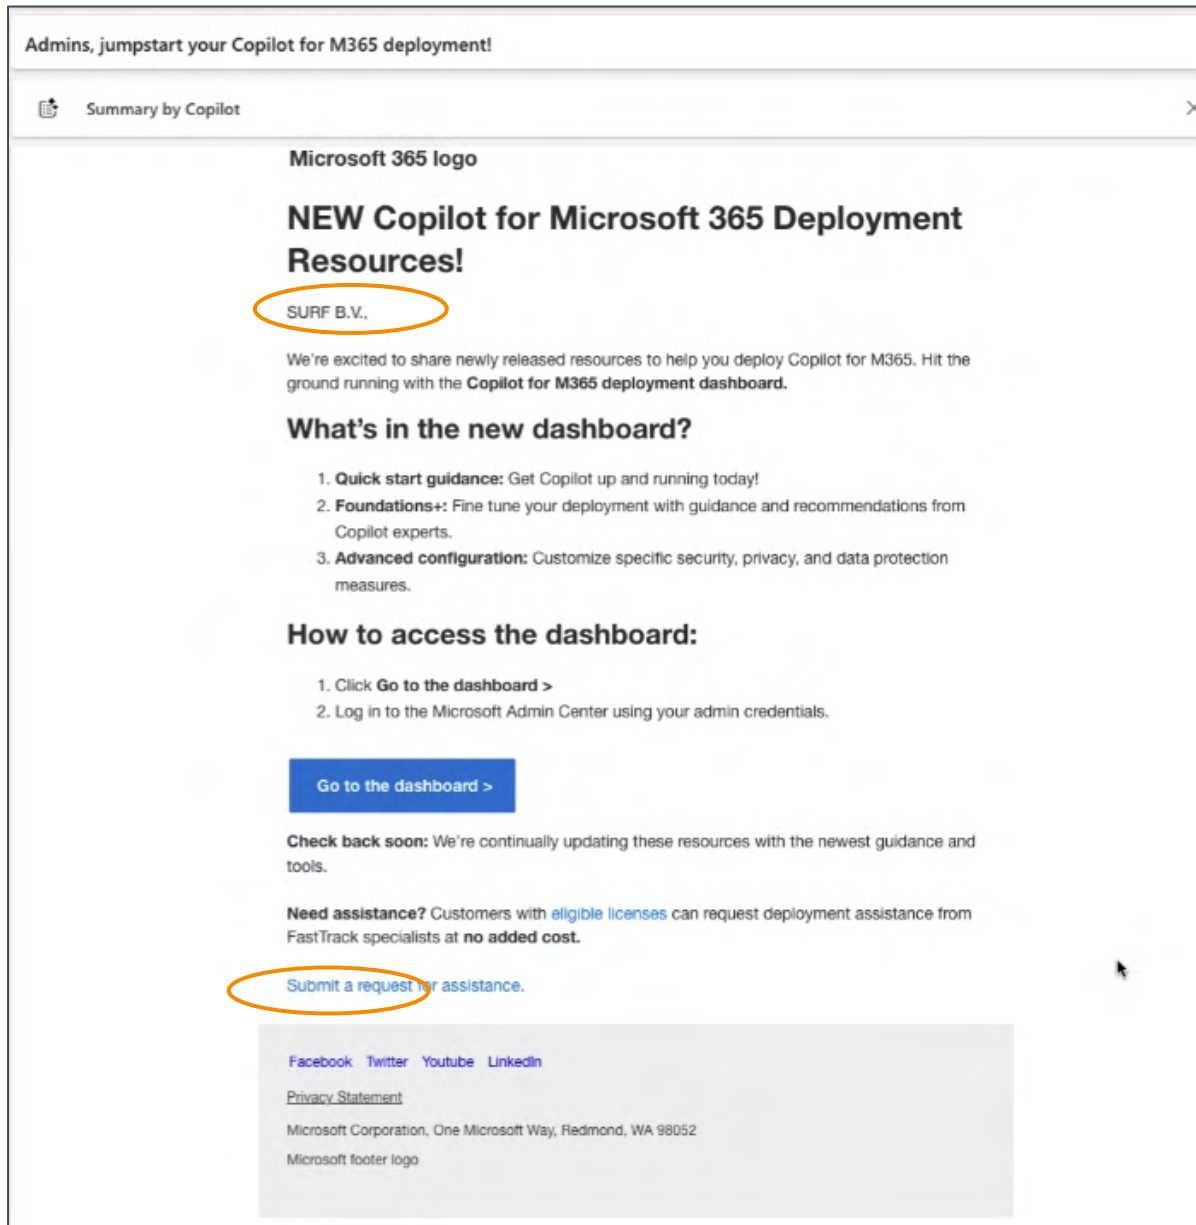 Admins, jumpstart your Copilot for M365 deployment!
Summary by Copilot
Microsoft 365 logo
NEW Copilot for Microsoft 365 Deployment
Resources!
SURF B.V.,
We're excited to share newly released resources to help you deploy Copilot for M365. Hit the
ground running with the Copilot for M365 deployment dashboard.
What's in the new dashboard?
1. Quick start guidance: Get Copilot up and running today!
2. Foundations+: Fine tune your deployment with guidance and recommendations from
Copilot experts.
3. Advanced configuration: Customize specific security, privacy, and data protection
measures.
How to access the dashboard:
1. Click Go to the dashboard >
2. Log in to the Microsoft Admin Center using your admin credentials.
Go to the dashboard >
Check back soon: We're continually updating these resources with the newest guidance and
tools.
Need assistance? Customers with eligible licenses can request deployment assistance from
FastTrack specialists at no added cost.
Submit a request for assistance.
Facebook Twitter Youtube LinkedIn
Privacy Statement
Microsoft Corporation, One Microsoft Way, Redmond, WA 98052
Microsoft footer logo